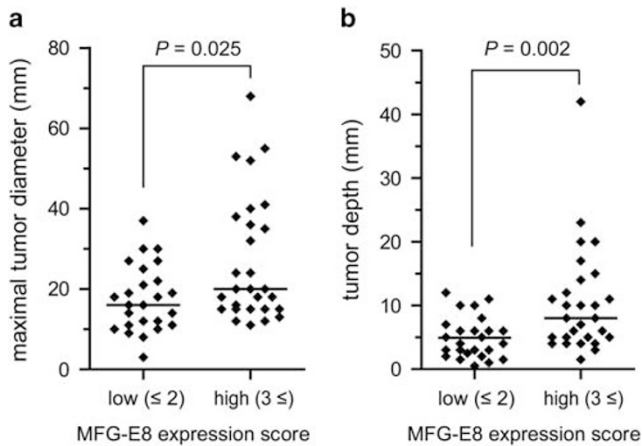 a
P = 0.025
maximal tumor diameter (mm)
80
60
40
20
0
low (≤ 2)
high (3 ≤)
MFG-E8 expression score
b
P = 0.002
tumor depth (mm)
50
40
30
20
10
0
low (≤ 2)
high (3 ≤)
MFG-E8 expression score